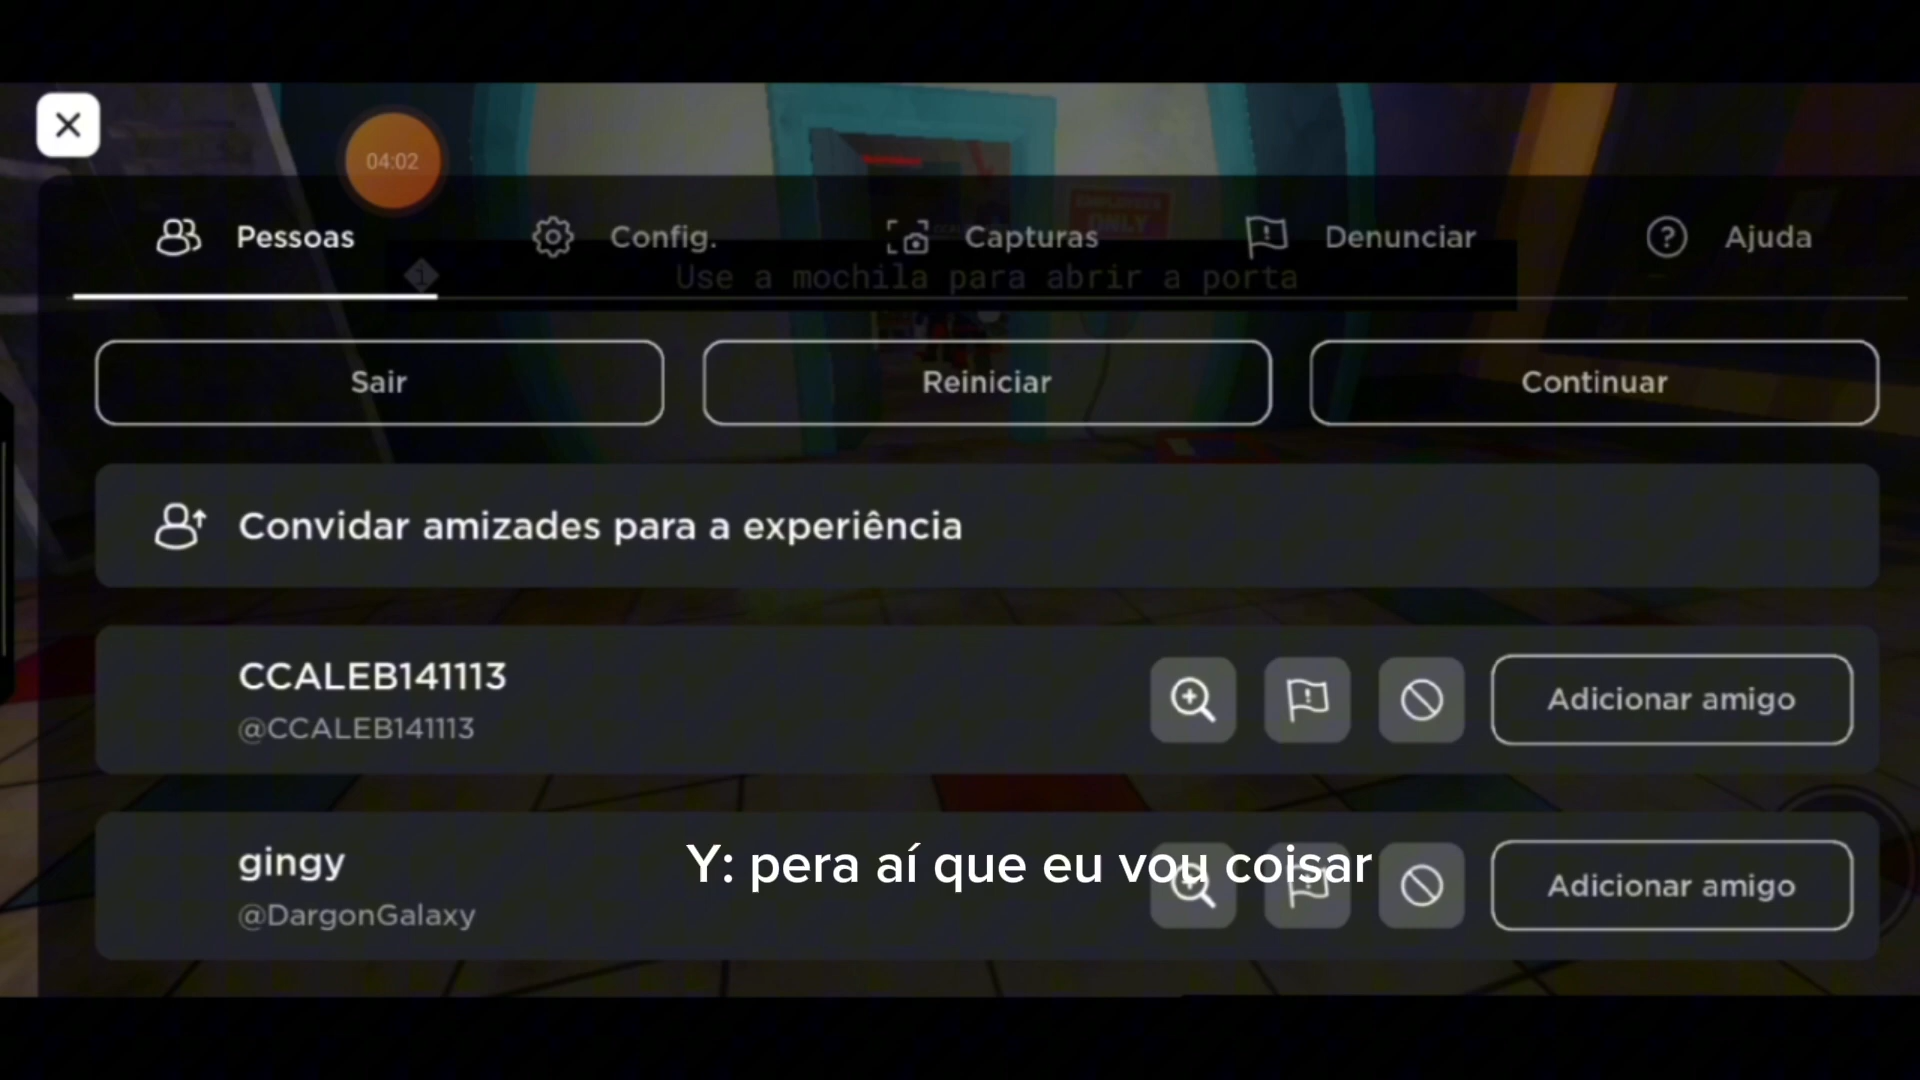 04:02
Pessoas
Config.
Capturas
Denunciar
Ajuda
ONLY
Use a mochila para abrir a porta
Sair
Reiniciar
Continuar
Convidar amizades para a experiência
CCALEB141113
@CCALEB141113
Adicionar amigo
gingy
@DargonGalaxy
Adicionar amigo
Y: pera aí que eu vou coisar